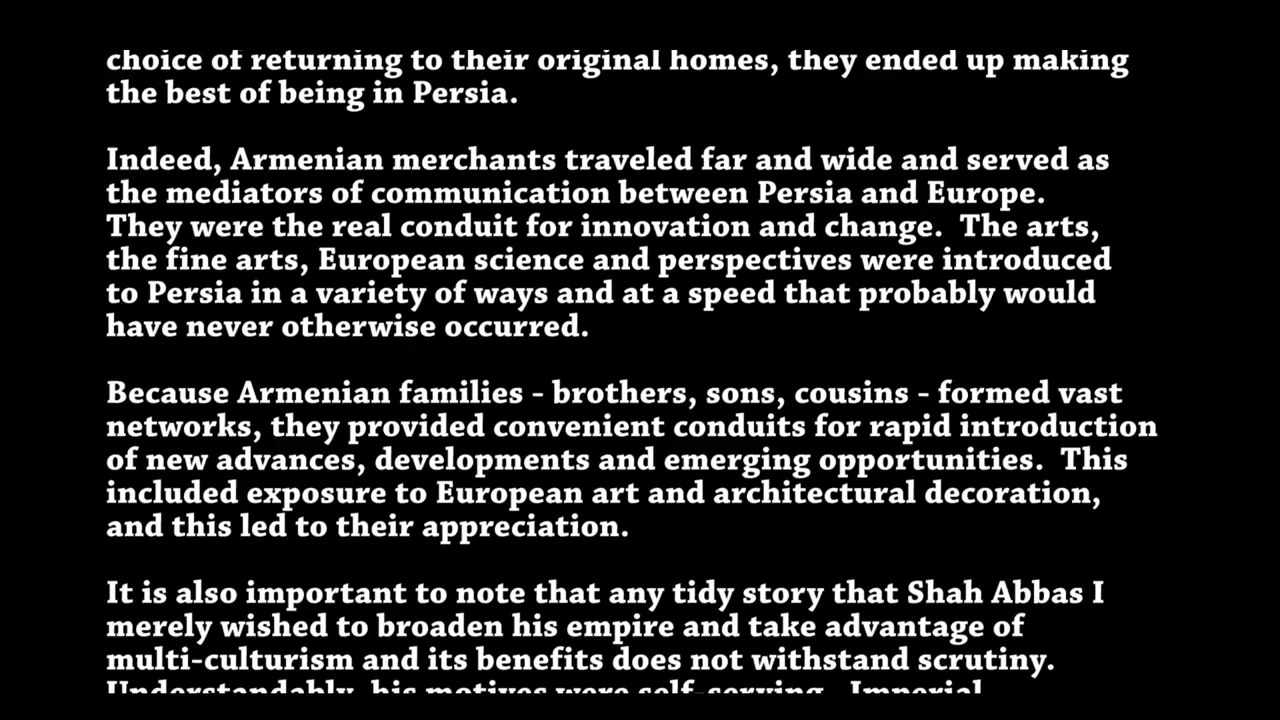 choice of returning to their original homes, they ended up making
the best of being in Persia.
Indeed, Armenian merchants traveled far and wide and served as
the mediators of communication between Persia and Europe.
They were the real conduit for innovation and change.  The arts,
the fine arts, European science and perspectives were introduced
to Persia in a variety of ways and at a speed that probably would
have never otherwise occurred.
Because Armenian families - brothers, sons, cousins - formed vast
networks, they provided convenient conduits for rapid introduction
of new advances, developments and emerging opportunities.  This
included exposure to European art and architectural decoration,
and this led to their appreciation.
It is also important to note that any tidy story that Shah Abbas I
merely wished to broaden his empire and take advantage of
multi-culturism and its benefits does not withstand scrutiny.
Understandably, his motives were self-serving.  Imperial